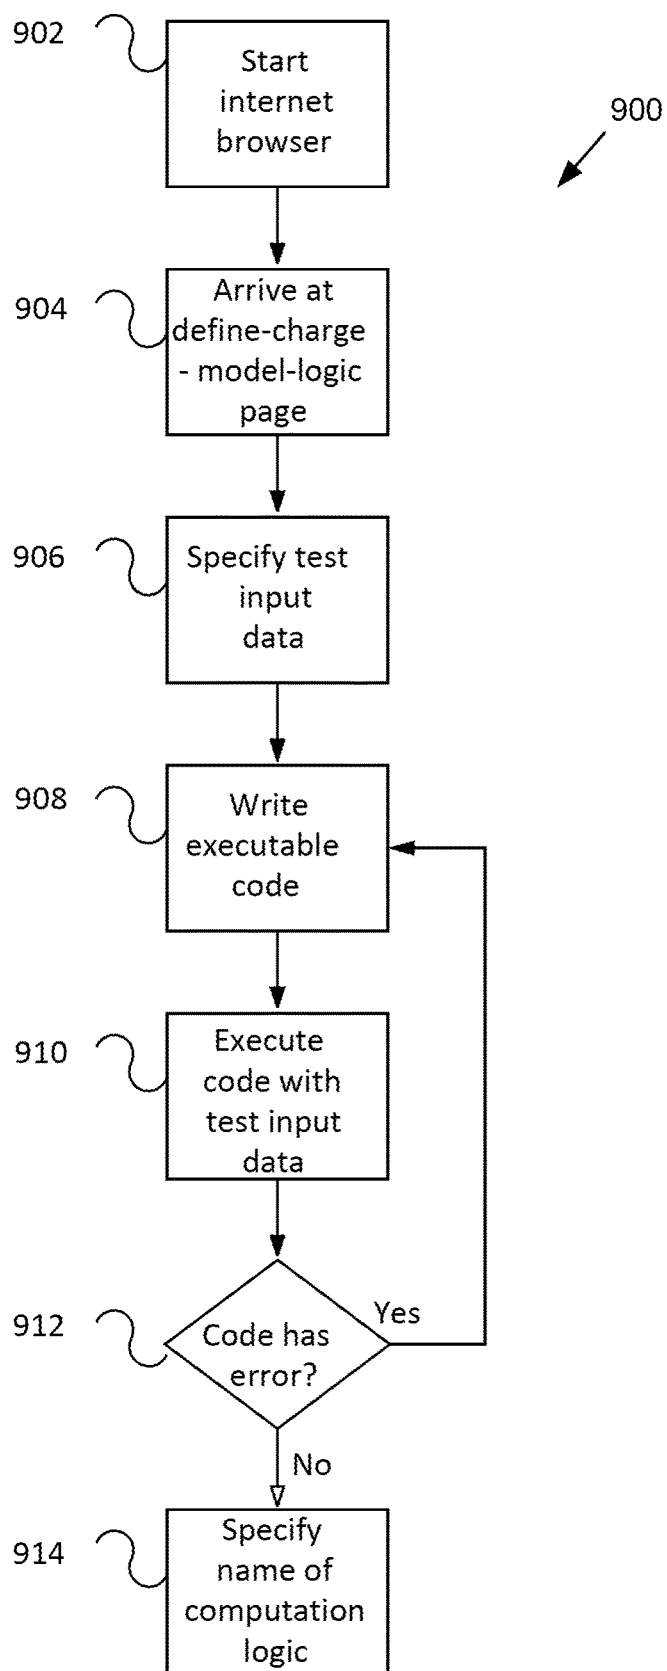 902
Start
internet
browser
900
904
Arrive at
define-charge
- model-logic
page
906
Specify test
input
data
908
Write
executable
code
910
Execute
code with
test input
data
912
Code has
error?
Yes
No
914
Specify
name of
computation
logic